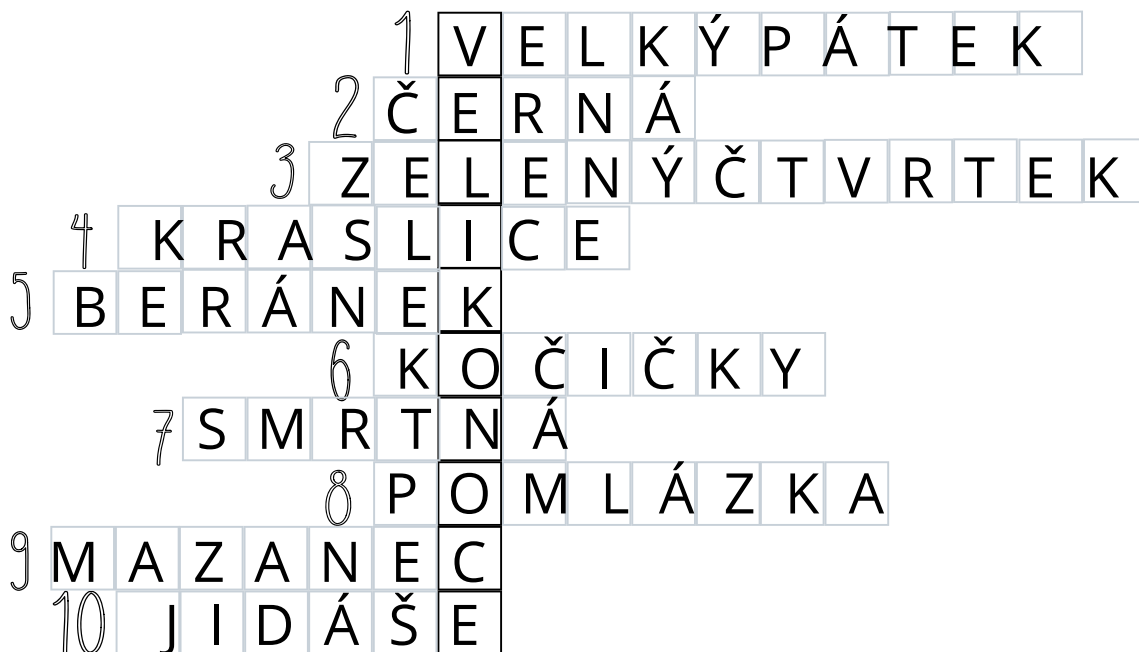 1 VELKÝPÁTEK
2 ČERNÁ
3 ZELENÝČTVRTEK
4 KRASLICE
5 BERÁNEK
6 KOČIČKY
7 SMRTNÁ
8 POMLÁZKA
9 MAZANEC
10 JIDÁŠE